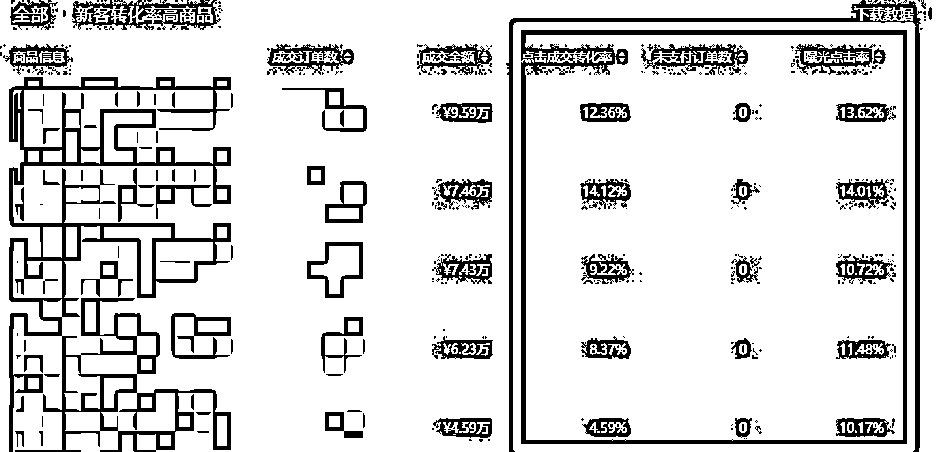 全部 · 新客转化率高商品
下载数据
商品信息 成交订单数 成交金额 点击成交转化率 未支付订单数 曝光点击率
¥9.59万 12.36% 0 13.62%
¥7.46万 14.12% 0 14.01%
¥7.43万 9.22% 0 10.72%
¥6.23万 8.37% 0 11.48%
¥4.59万 4.59% 0 10.17%